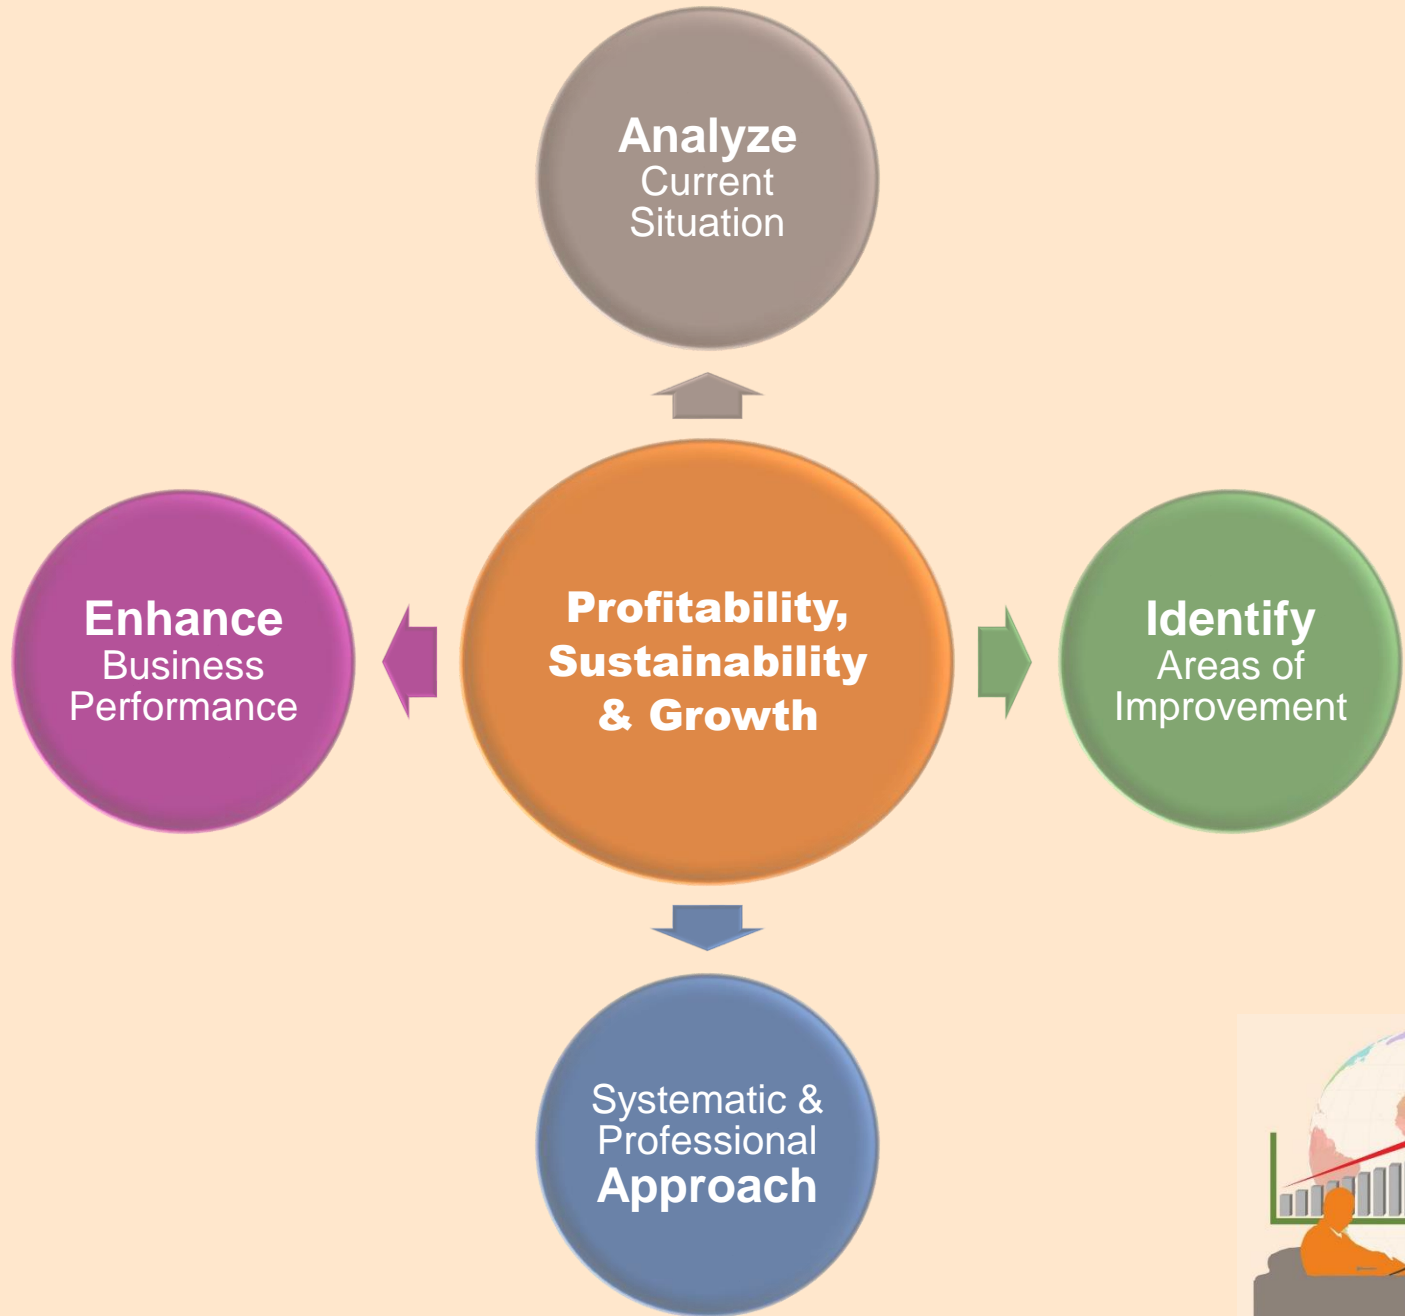 Analyze
Current
Situation
Enhance
Business
Performance
Profitability,
Sustainability
& Growth
Identify
Areas of
Improvement
Systematic &
Professional
Approach